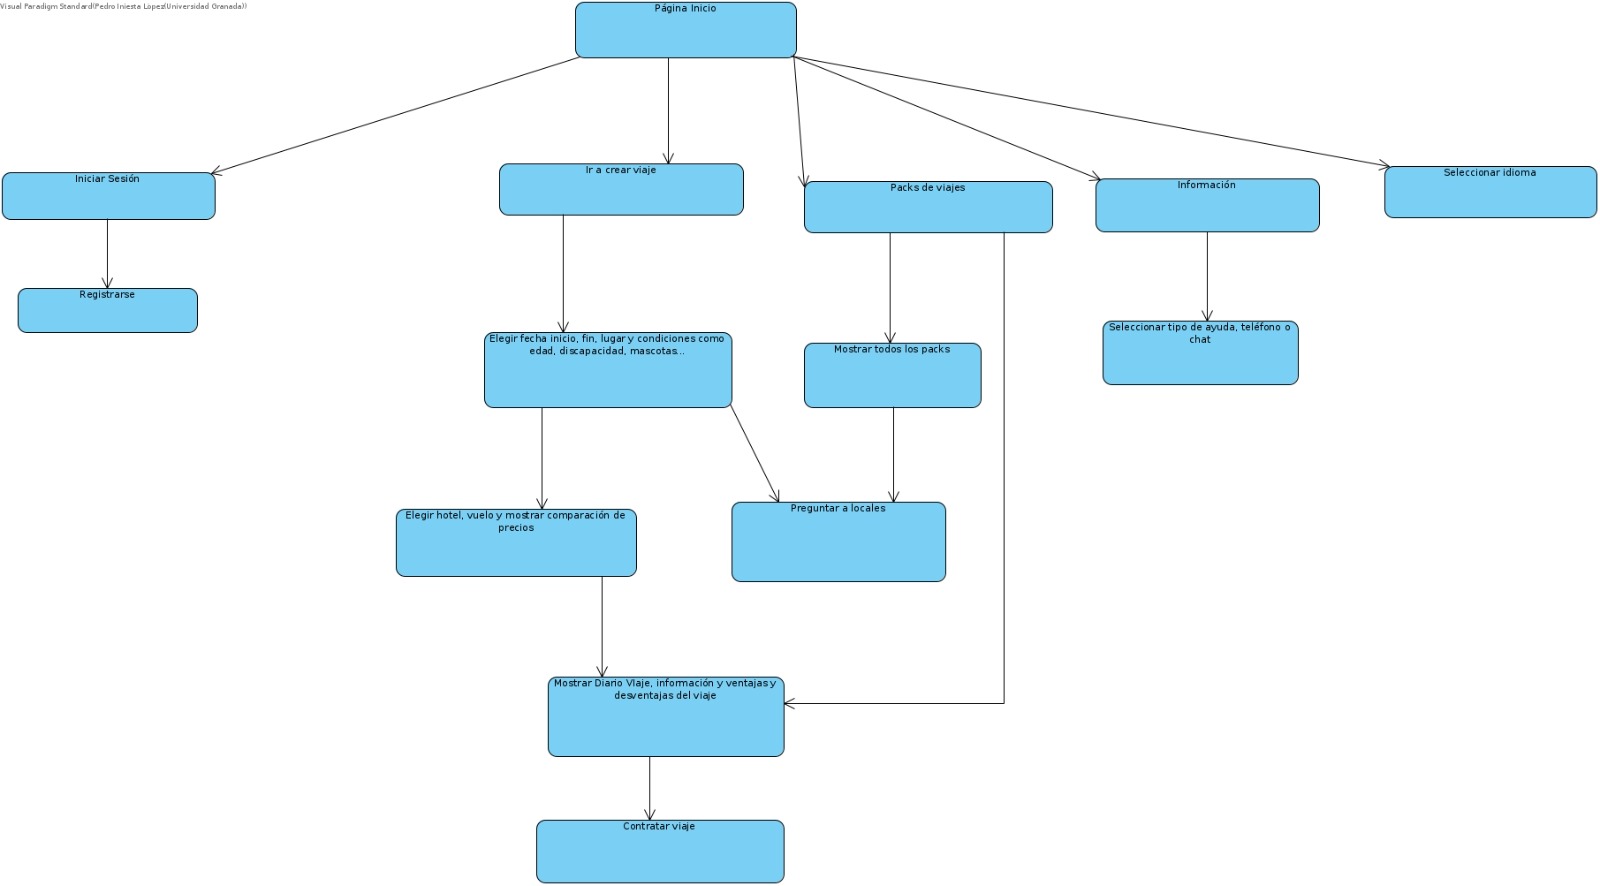 Visual Paradigm Standard(Pedro Iniesta López(Universidad Granada))
Página Inicio
Iniciar Sesión
Ir a crear viaje
Packs de viajes
Información
Seleccionar idioma
Registrarse
Elegir fecha inicio, fin, lugar y condiciones como
edad, discapacidad, mascotas...
Mostrar todos los packs
Seleccionar tipo de ayuda, teléfono o
chat
Elegir hotel, vuelo y mostrar comparación de
precios
Preguntar a locales
Mostrar Diario VIaje, información y ventajas y
desventajas del viaje
Contratar viaje